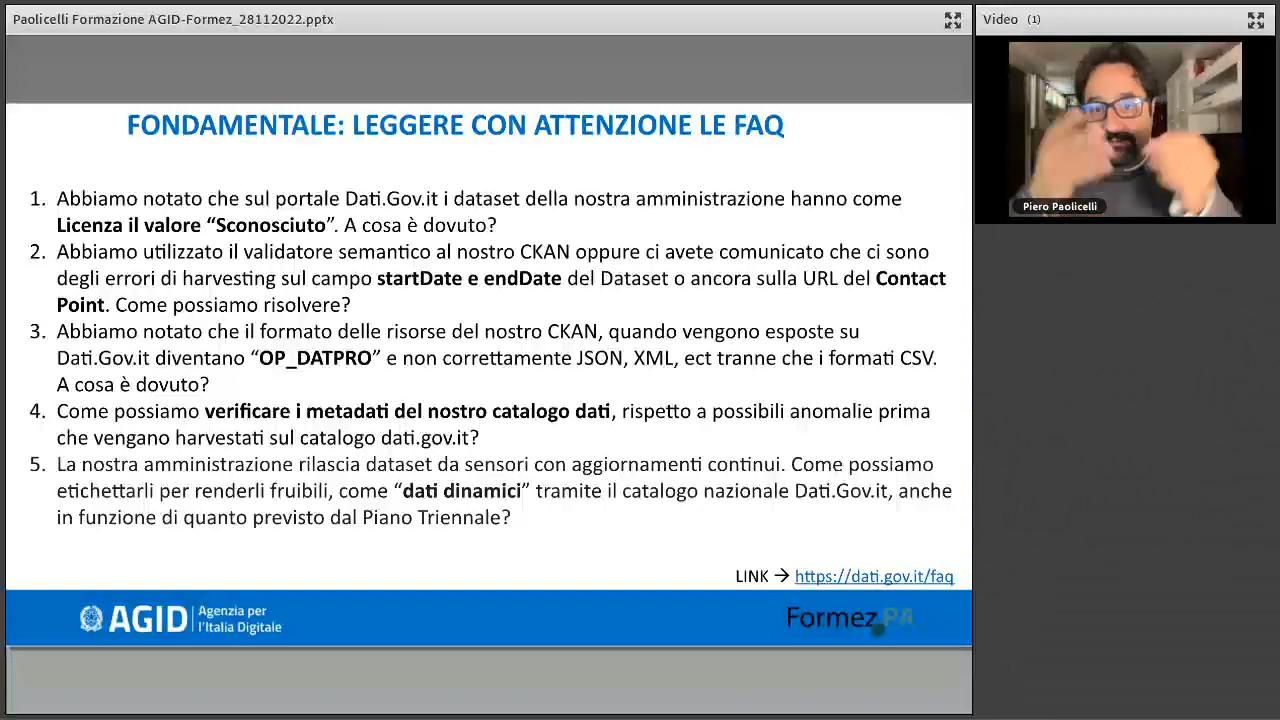 Paolicelli Formazione AGID-Formez_28112022.pptx
Video (1)
Piero Paolicelli
FONDAMENTALE: LEGGERE CON ATTENZIONE LE FAQ
1. Abbiamo notato che sul portale Dati.Gov.it i dataset della nostra amministrazione hanno come
Licenza il valore “Sconosciuto”. A cosa è dovuto?
2. Abbiamo utilizzato il validatore semantico al nostro CKAN oppure ci avete comunicato che ci sono
degli errori di harvesting sul campo startDate e endDate del Dataset o ancora sulla URL del Contact
Point. Come possiamo risolvere?
3. Abbiamo notato che il formato delle risorse del nostro CKAN, quando vengono esposte su
Dati.Gov.it diventano “OP_DATPRO” e non correttamente JSON, XML, ect tranne che i formati CSV.
A cosa è dovuto?
4. Come possiamo verificare i metadati del nostro catalogo dati, rispetto a possibili anomalie prima
che vengano harvestati sul catalogo dati.gov.it?
5. La nostra amministrazione rilascia dataset da sensori con aggiornamenti continui. Come possiamo
etichettarli per renderli fruibili, come “dati dinamici” tramite il catalogo nazionale Dati.Gov.it, anche
in funzione di quanto previsto dal Piano Triennale?
LINK → https://dati.gov.it/faq
AGID Agenzia per
l'Italia Digitale
Formez PA